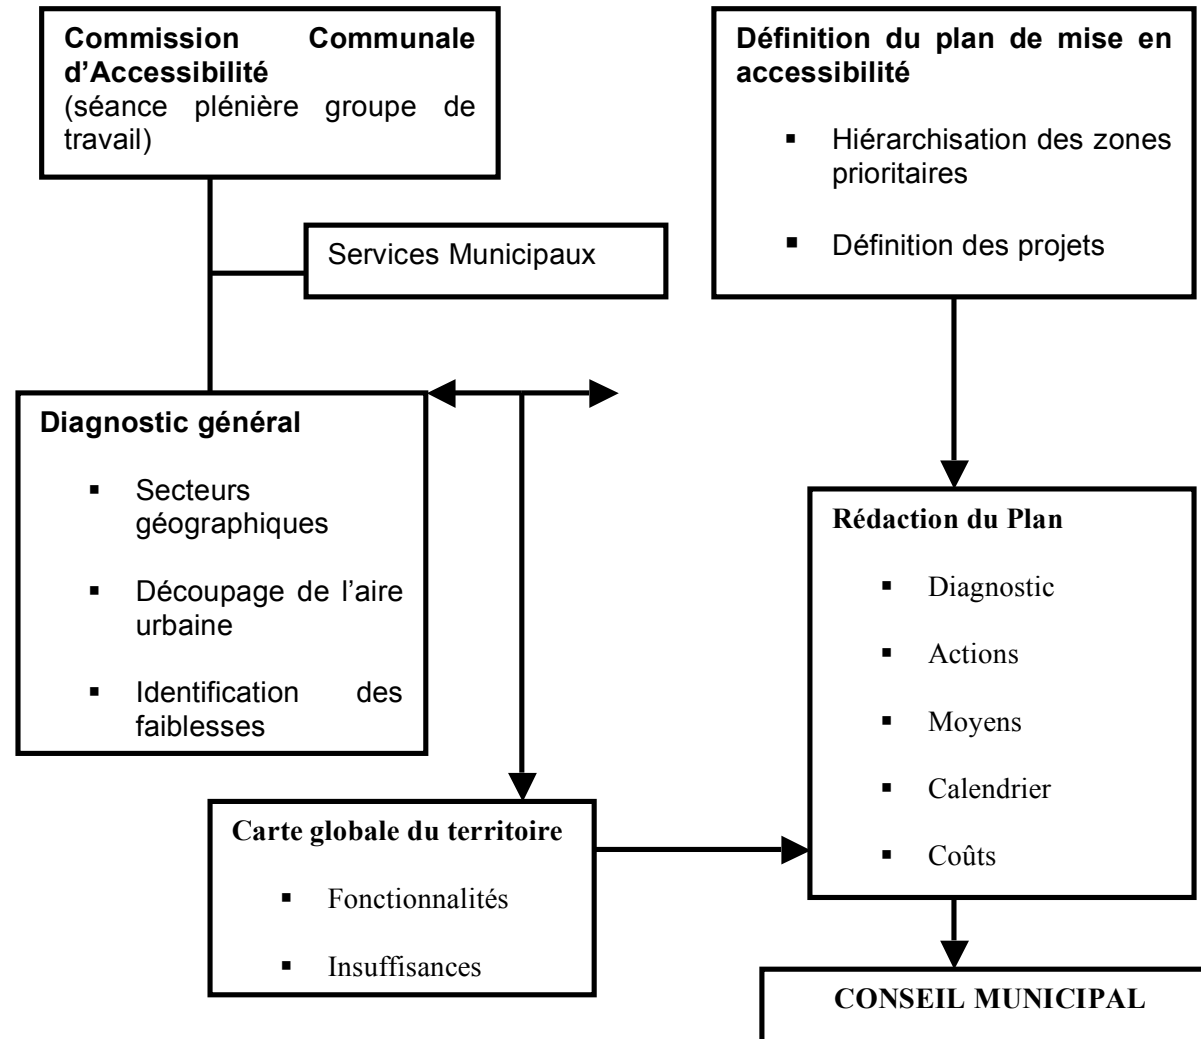 Commission Communale
d’Accessibilité
(séance plénière groupe de
travail)
Services Municipaux
Diagnostic général
▪ Secteurs
géographiques
▪ Découpage de l’aire
urbaine
▪ Identification des
faiblesses
Carte globale du territoire
▪ Fonctionnalités
▪ Insuffisances
Définition du plan de mise en
accessibilité
▪ Hiérarchisation des zones
prioritaires
▪ Définition des projets
Rédaction du Plan
▪ Diagnostic
▪ Actions
▪ Moyens
▪ Calendrier
▪ Coûts
CONSEIL MUNICIPAL